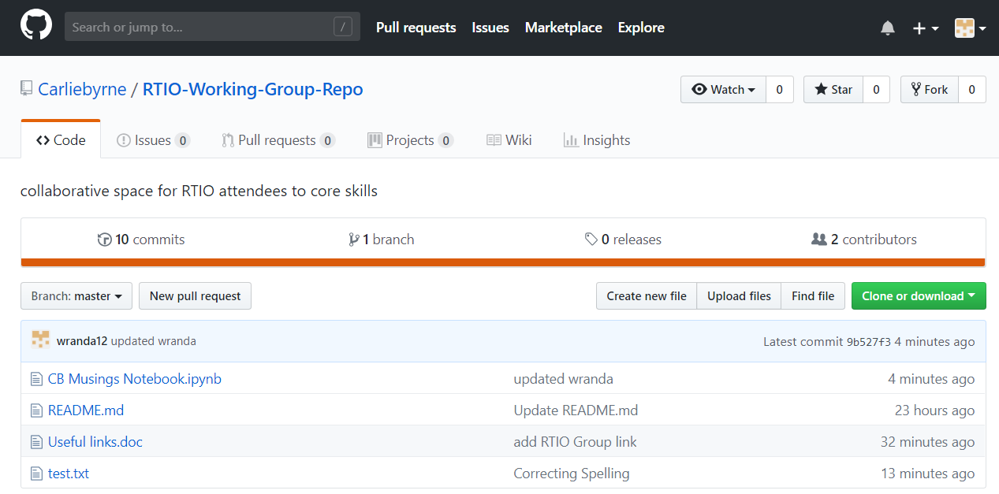 Search or jump to... / Pull requests Issues Marketplace Explore
Carliebyrne / RTIO-Working-Group-Repo Watch 0 Star 0 Fork 0
Code Issues 0 Pull requests 0 Projects 0 Wiki Insights
collaborative space for RTIO attendees to core skills
10 commits 1 branch 0 releases 2 contributors
Branch: master New pull request Create new file Upload files Find file Clone or download
wranda12 updated wranda Latest commit 9b527f3 4 minutes ago
CB Musings Notebook.ipynb updated wranda 4 minutes ago
README.md Update README.md 23 hours ago
Useful links.doc add RTIO Group link 32 minutes ago
test.txt Correcting Spelling 13 minutes ago